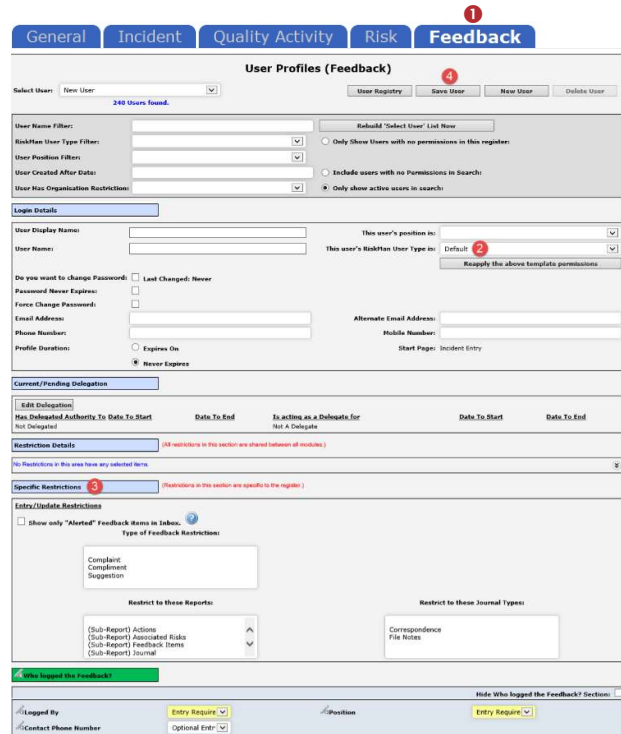 1
General Incident Quality Activity Risk Feedback
User Profiles (Feedback)
4
Select User: New User User Registry Save User New User Delete User
240 Users found.
User Name Filter: Rebuild 'Select User' List Now
RiskMan User Type Filter: Only Show Users with no permissions in this register:
User Position Filter:
User Created After Date: Include users with no Permissions in Search:
User Has Organisation Restriction: Only show active users in search:
Login Details
User Display Name: This user's position is:
User Name: This user's RiskMan User Type is: Default 2
Reapply the above template permissions
Do you want to change Password: Last Changed: Never
Password Never Expires:
Force Change Password:
Email Address: Alternate Email Address:
Phone Number: Mobile Number:
Profile Duration: Expires On Start Page: Incident Entry
Never Expires
Current/Pending Delegation
Edit Delegation
Has Delegated Authority To Date To Start Date To End Is acting as a Delegate for Date To Start Date To End
Not Delegated Not A Delegate
Restriction Details (All restrictions in this section are shared between all modules.)
No Restrictions in this area have any selected items.
Specific Restrictions 3 (Restrictions in this section are specific to the register.)
Entry/Update Restrictions
Show only "Alerted" Feedback items in Inbox. ?
Type of Feedback Restriction:
Complaint
Compliment
Suggestion
Restrict to these Reports: Restrict to these Journal Types:
(Sub-Report) Actions Correspondence
(Sub-Report) Associated Risks File Notes
(Sub-Report) Feedback Items
(Sub-Report) Journal
Who logged the Feedback?
Hide Who logged the Feedback? Section:
Logged By Entry Require Position Entry Require
Contact Phone Number Optional Entr